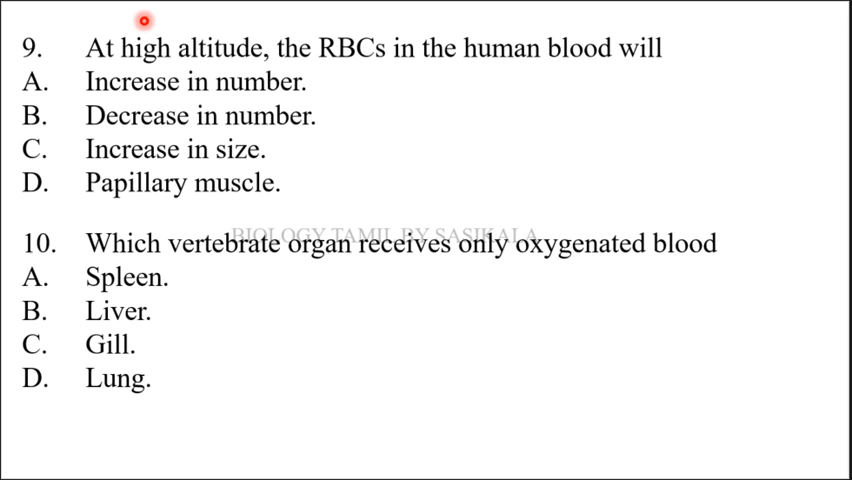 9. At high altitude, the RBCs in the human blood will
A. Increase in number.
B. Decrease in number.
C. Increase in size.
D. Papillary muscle.
BIOLOGY TAMIL BY SASIKALA
10. Which vertebrate organ receives only oxygenated blood
A. Spleen.
B. Liver.
C. Gill.
D. Lung.